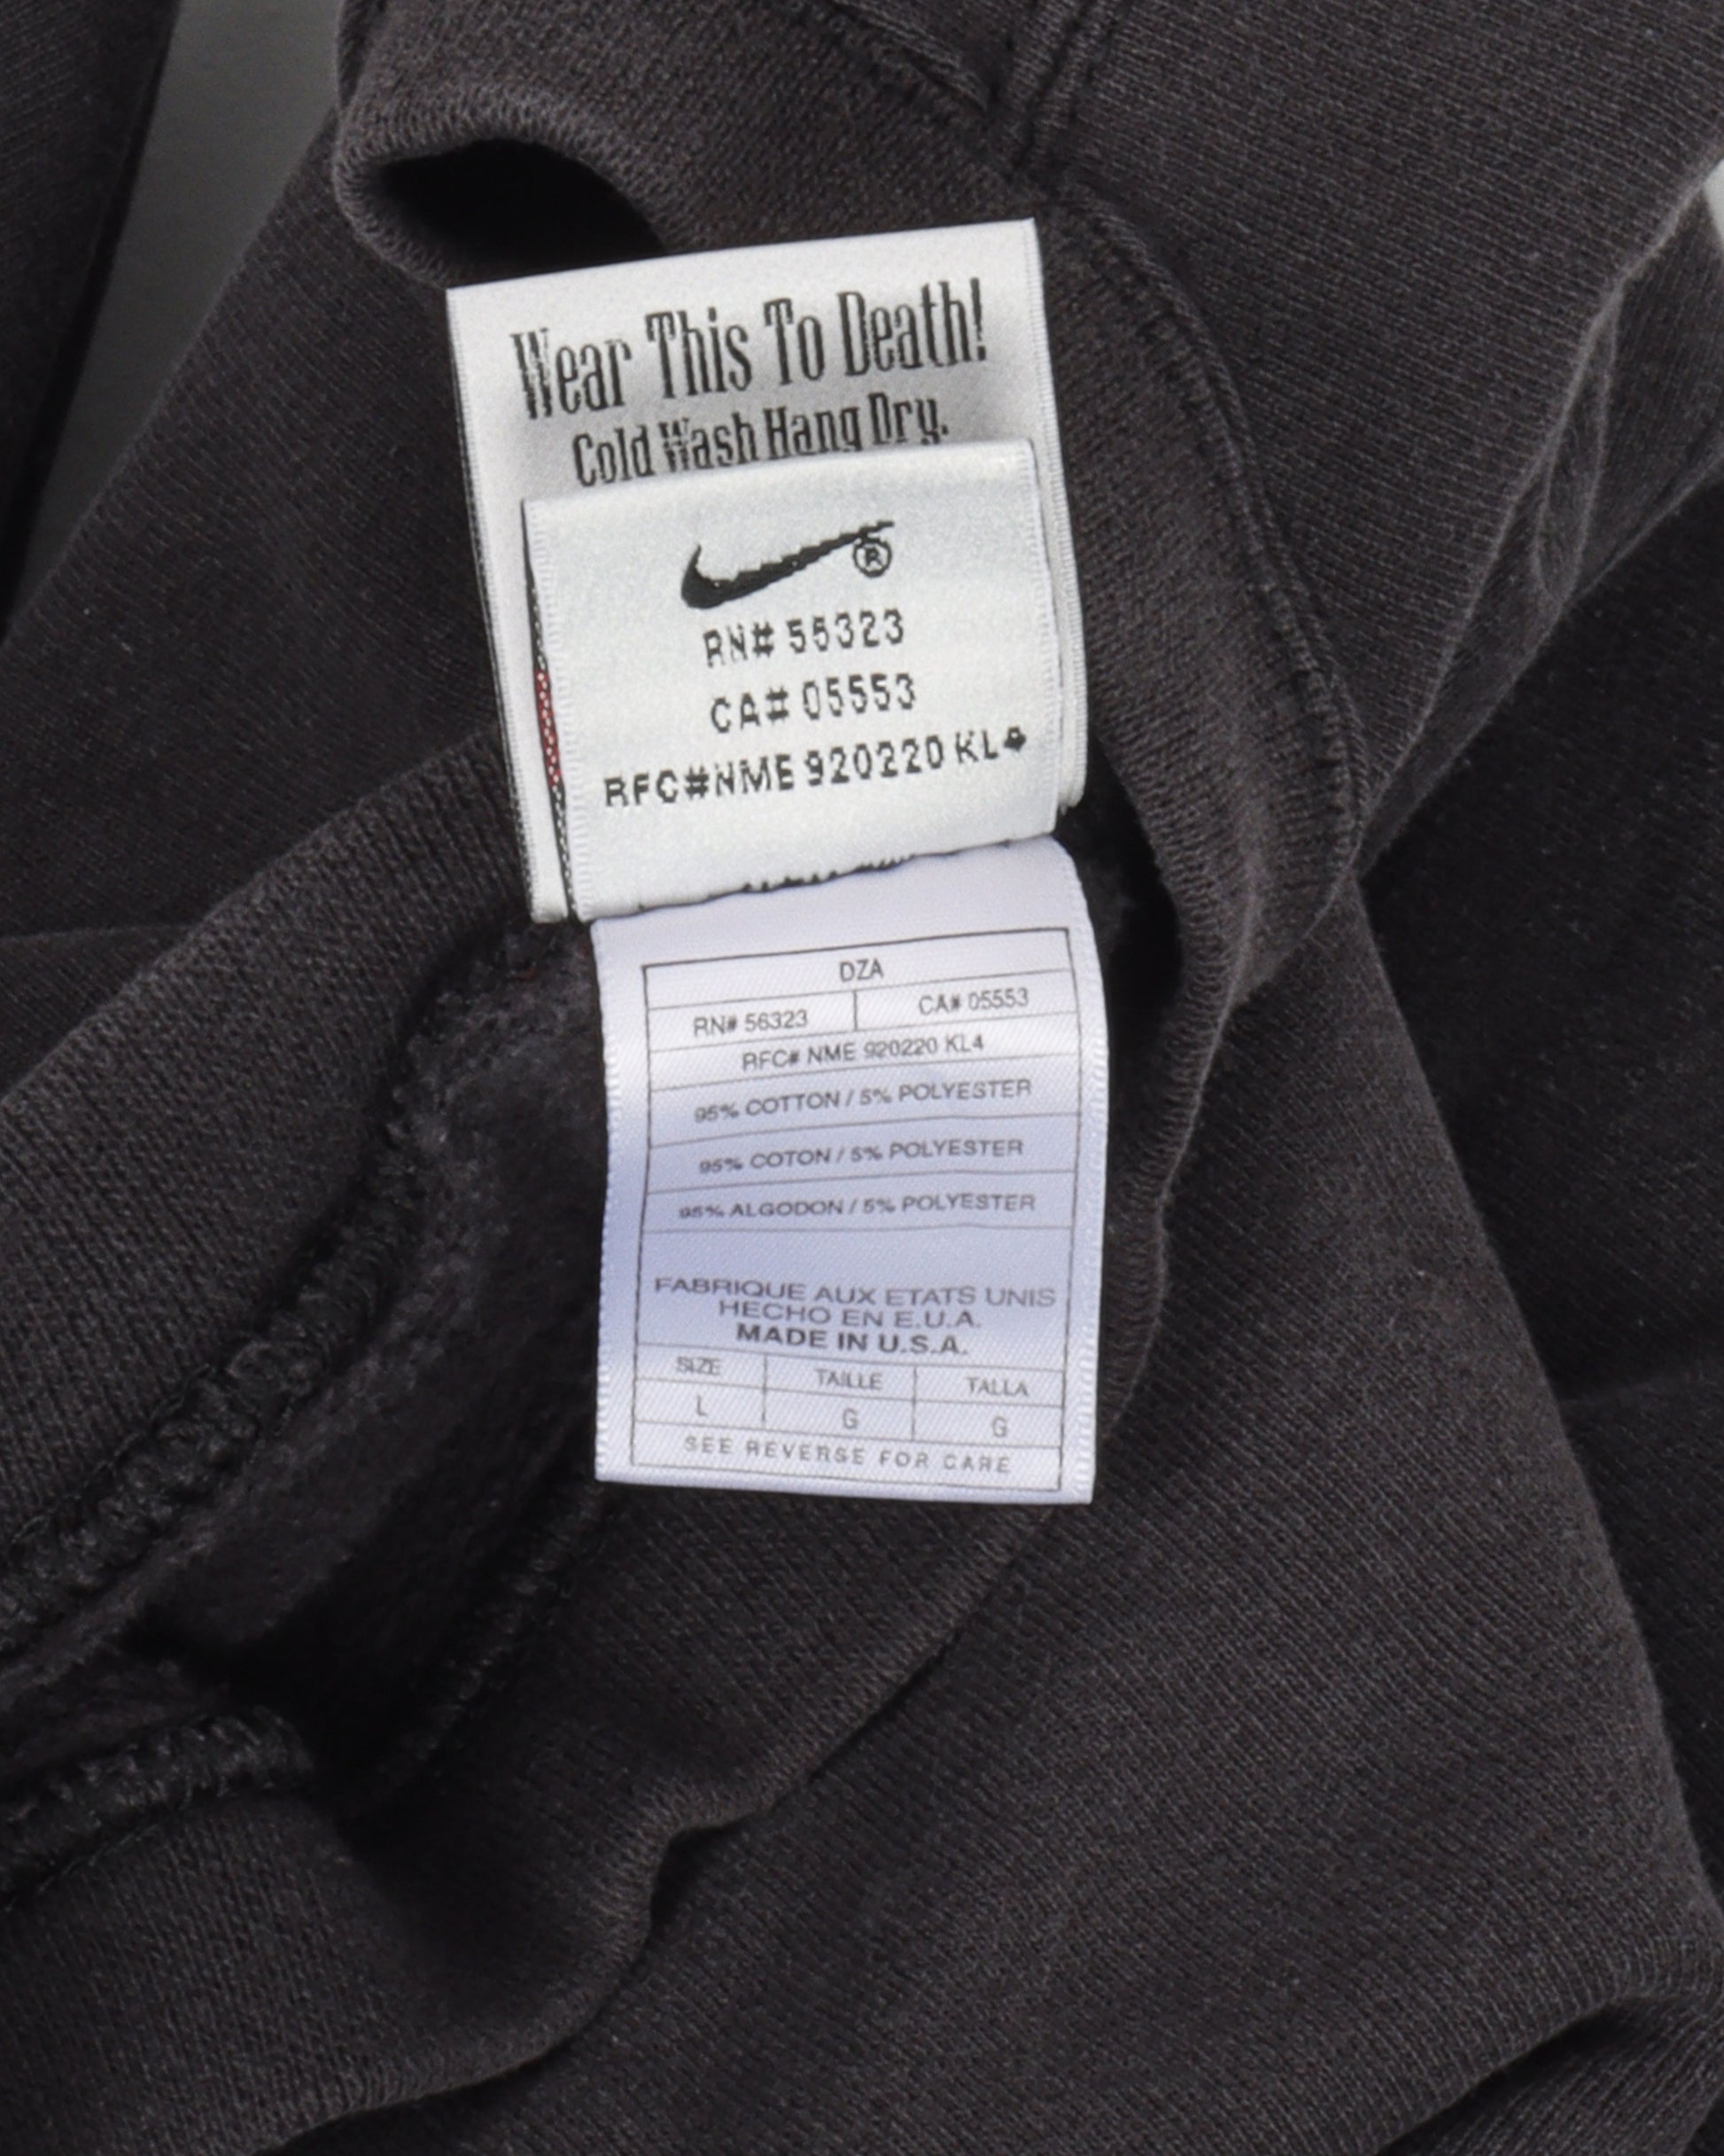 Wear This To Death!
Cold Wash Hang Dry.
®
RN# 56323
CA# 05553
RFC#NME 920220 KL4
DZA
RN# 56323 CA# 05553
RFC# NME 920220 KL4
95% COTTON / 5% POLYESTER
95% COTON / 5% POLYESTER
95% ALGODON / 5% POLYESTER
FABRIQUE AUX ETATS UNIS
HECHO EN E.U.A.
MADE IN U.S.A.
SIZE TAILLE TALLA
L G G
SEE REVERSE FOR CARE